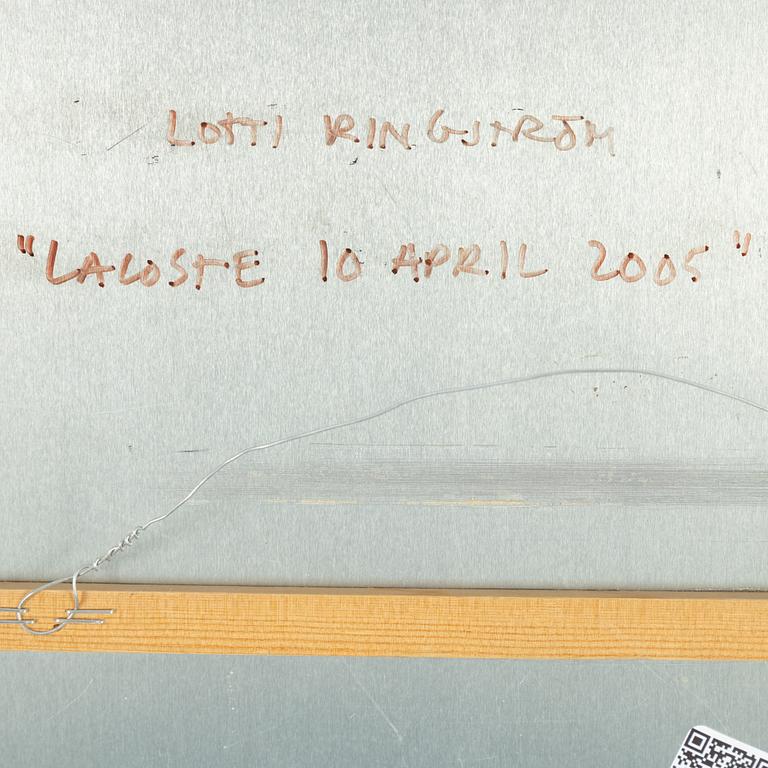 LOTTI RINGSTRÖM
"LACOSTE 10 APRIL 2005"